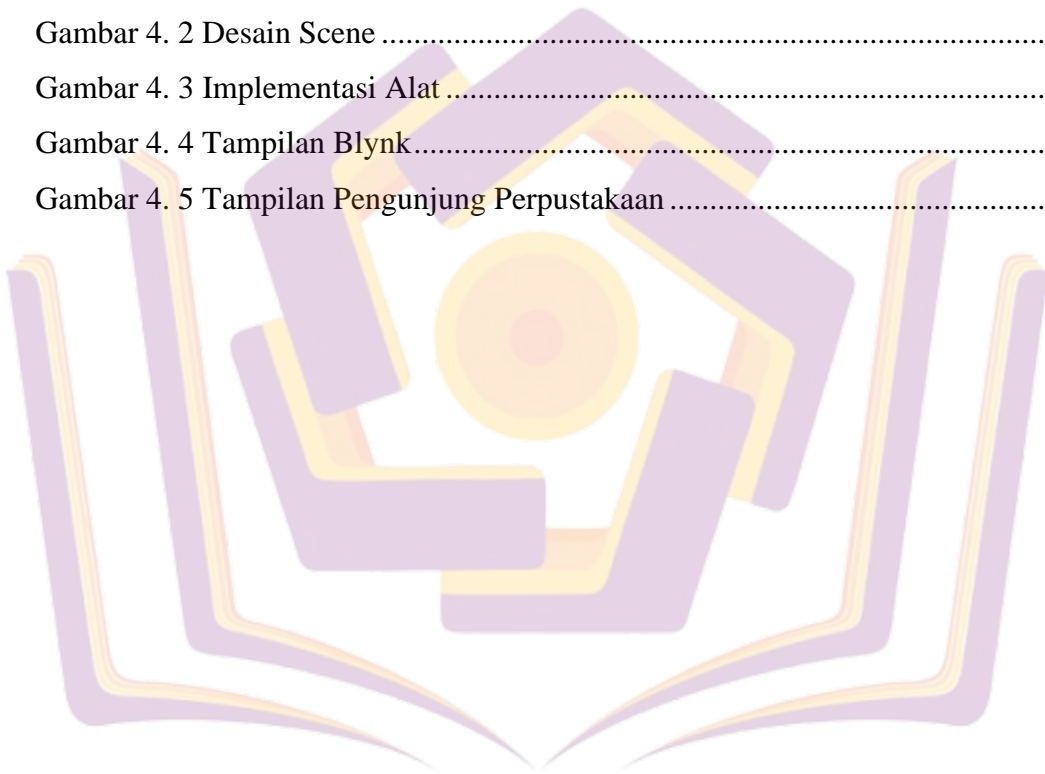 Gambar 4. 2 Desain Scene ..................................................................................
Gambar 4. 3 Implementasi Alat ..........................................................................
Gambar 4. 4 Tampilan Blynk..............................................................................
Gambar 4. 5 Tampilan Pengunjung Perpustakaan ..............................................